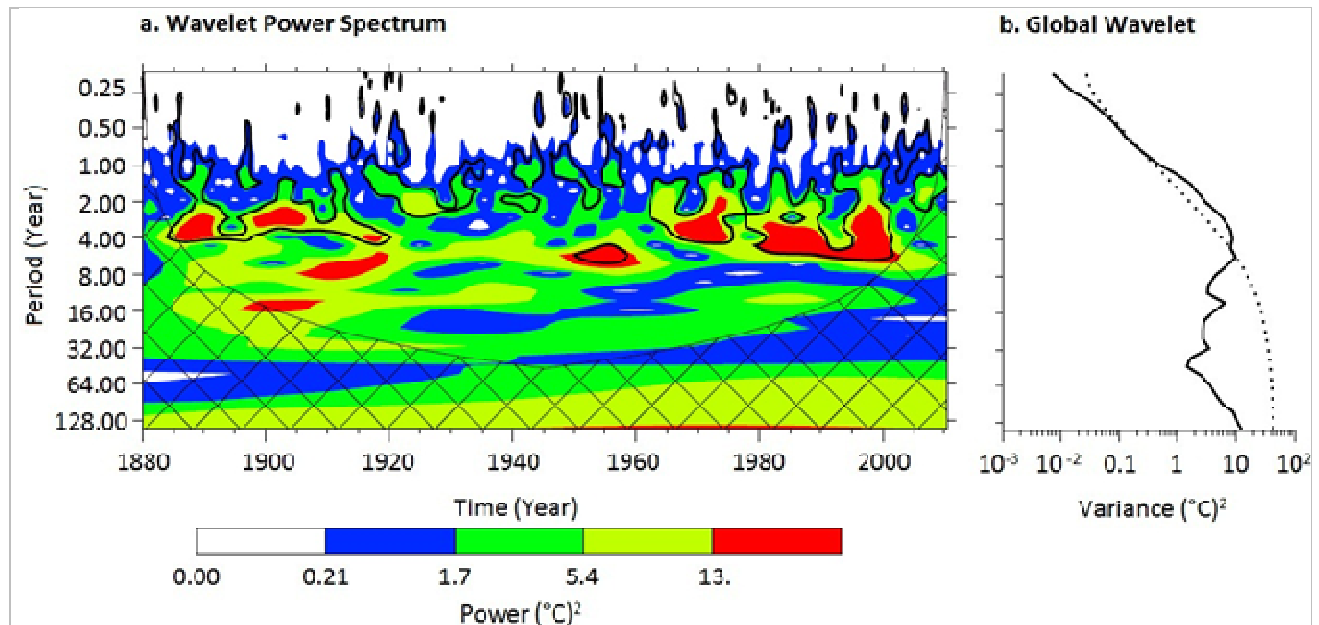 a. Wavelet Power Spectrum
b. Global Wavelet
Period (Year)
0.25
0.50
1.00
2.00
4.00
8.00
16.00
32.00
64.00
128.00
1880 1900 1920 1940 1960 1980 2000
Time (Year)
0.00 0.21 1.7 5.4 13.
Power (°C)²
10⁻³ 10⁻² 0.1 1 10 10²
Variance (°C)²